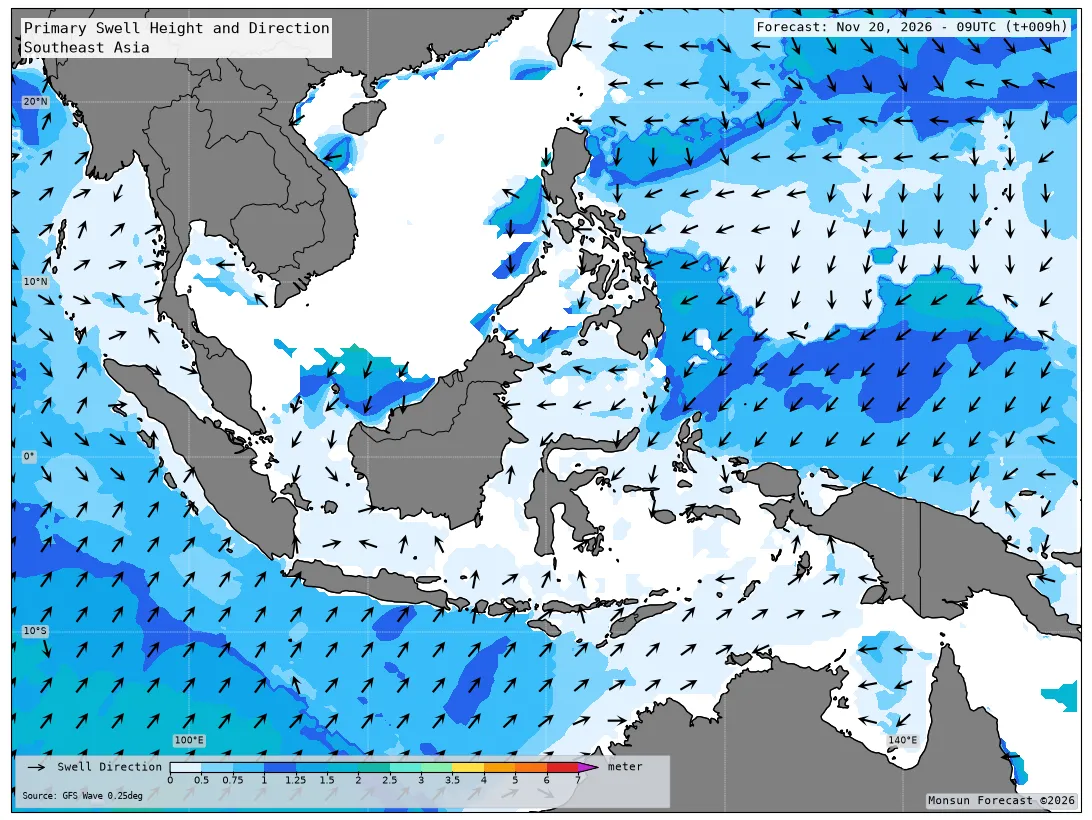 Primary Swell Height and Direction
Southeast Asia
Forecast: Nov 20, 2026 - 09UTC (t+009h)
20°N
10°N
0°
10°S
100°E
140°E
Swell Direction
meter
0 0.5 0.75 1 1.25 1.5 2 2.5 3 3.5 4 5 6 7
Source: GFS Wave 0.25deg
Monsun Forecast ©2026